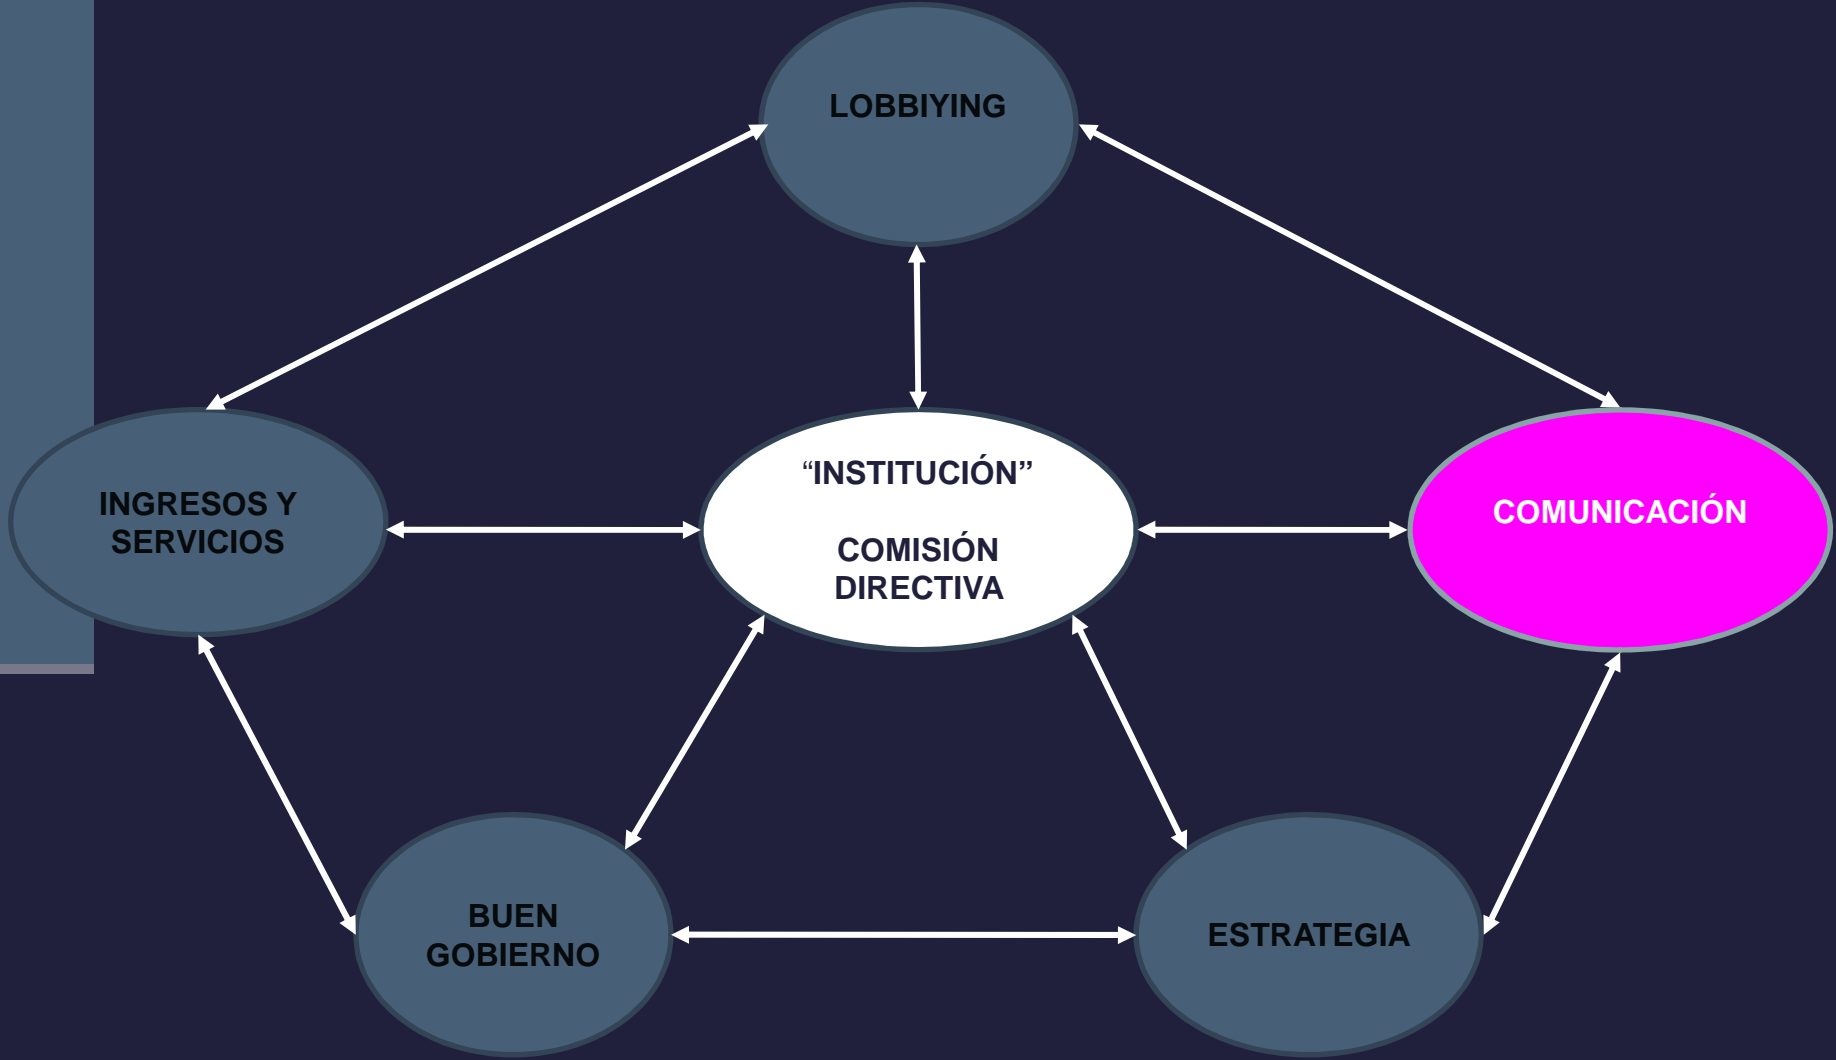 LOBBIYING
INGRESOS Y
SERVICIOS
“INSTITUCIÓN”
COMISIÓN
DIRECTIVA
COMUNICACIÓN
BUEN
GOBIERNO
ESTRATEGIA